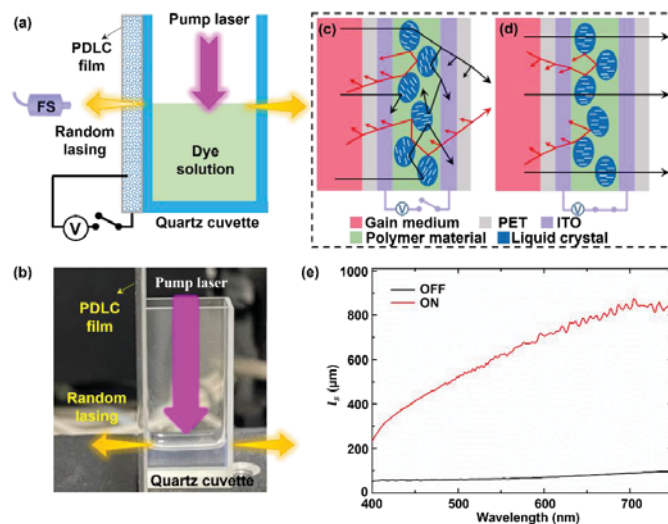 (a)
Pump laser
PDLC
film
FS
Random
lasing
Dye
solution
V
Quartz cuvette
(b)
Pump laser
PDLC
film
Random
lasing
Quartz cuvette
(c)
(d)
V
V
Gain medium
PET
ITO
Polymer material
Liquid crystal
(e)
OFF
ON
1000
800
600
400
200
0
400
500
600
700
Wavelength (nm)
ls (μm)